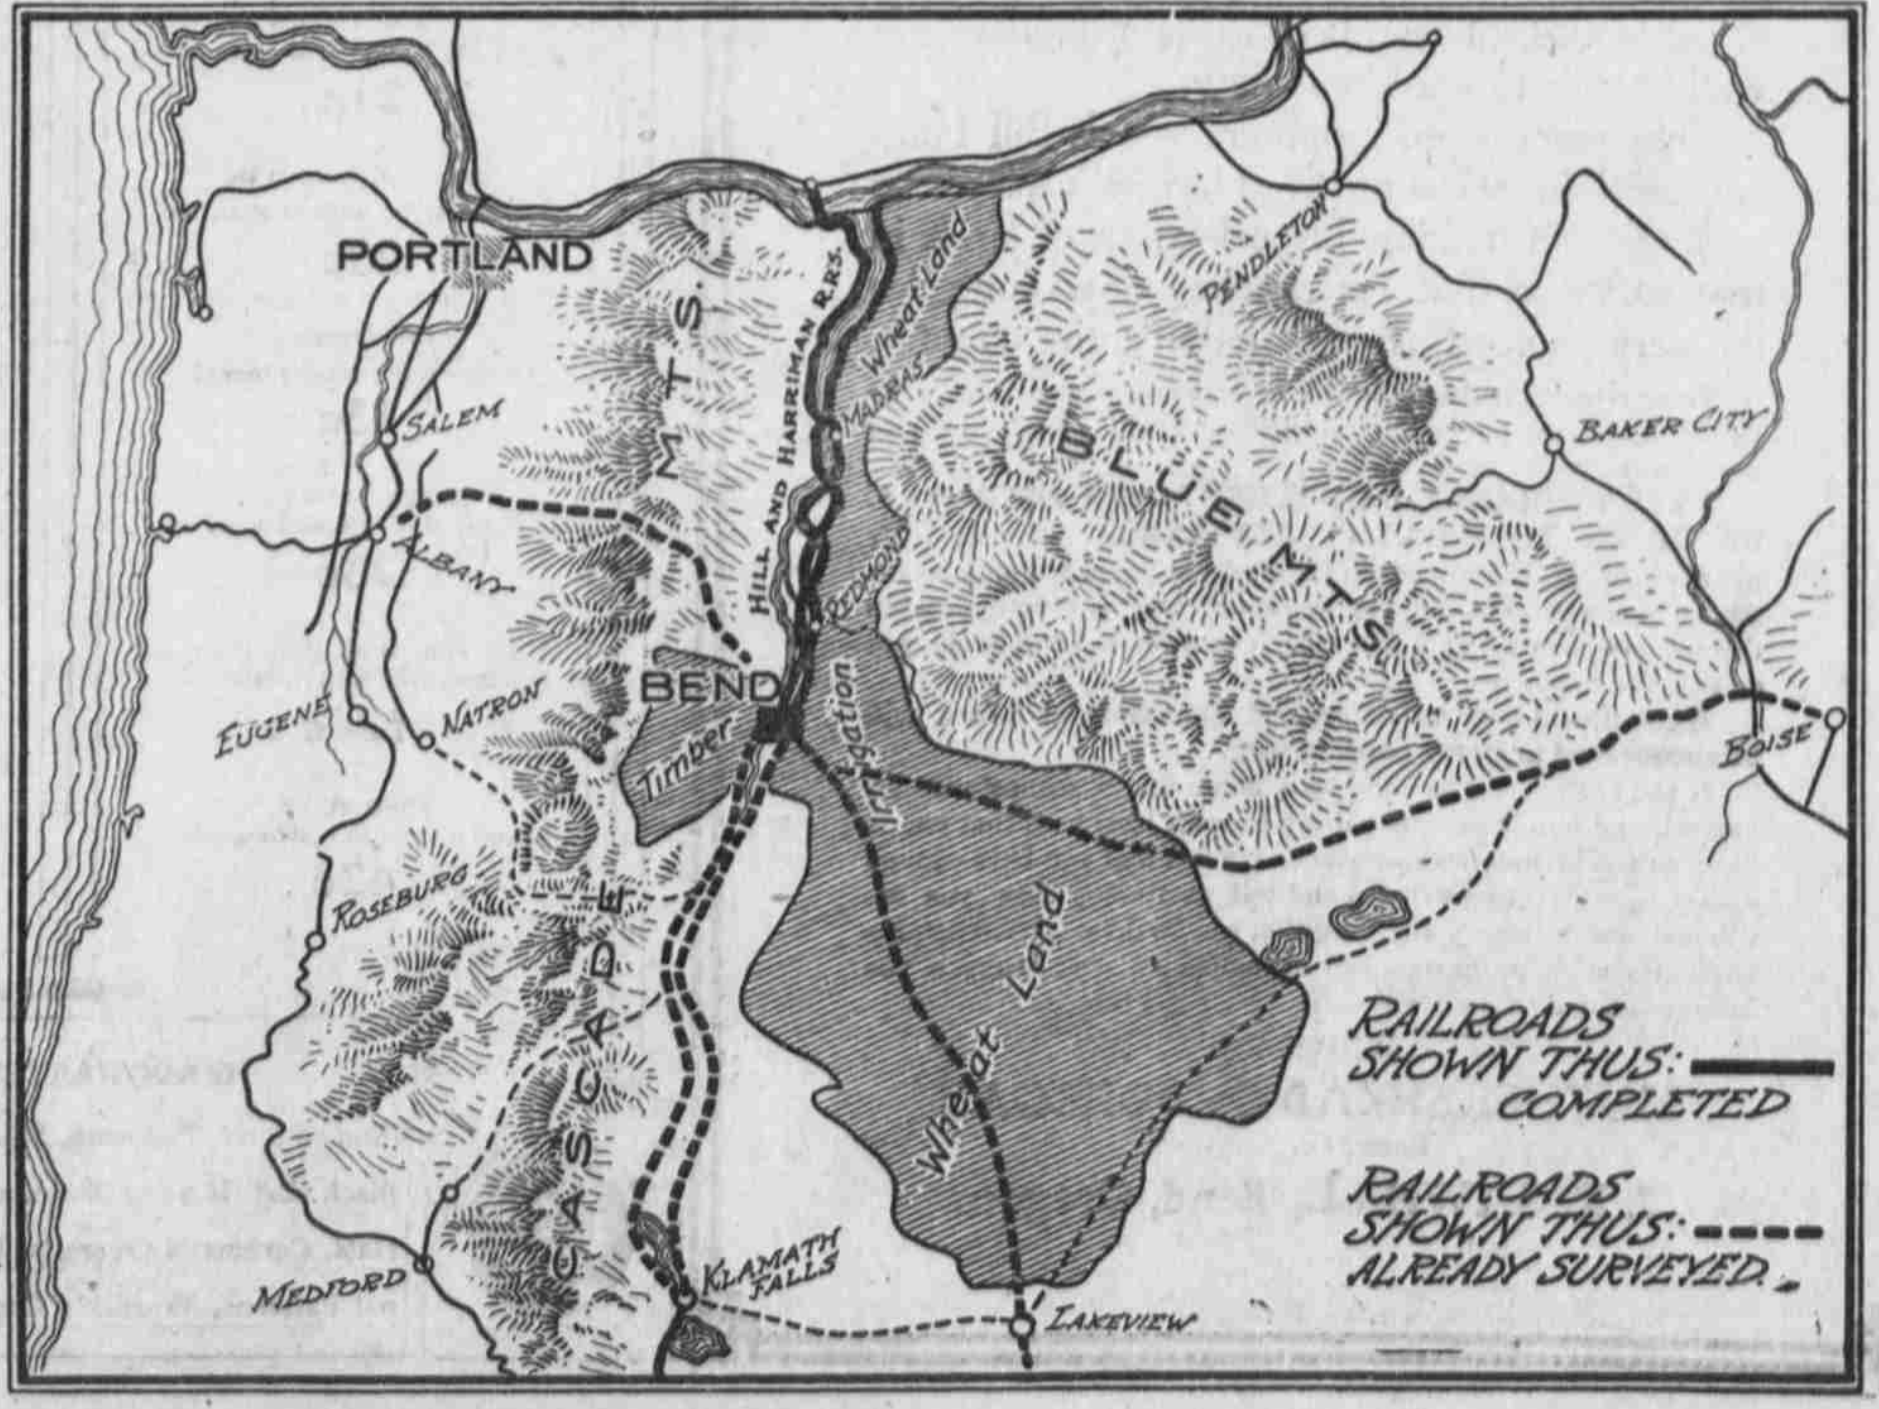 PORTLAND
MTS.
HILL AND HARRIMAN R.RS.
Wheat Land
MADRAS
PENDLETON
SALEM
BLUE MTS
BAKER CITY
ALBANY
REDMOND
BEND
Timber
Irrigation
EUGENE
NATRON
BOISE
ROSEBURG
CASCADE
Wheat Land
RAILROADS
SHOWN THUS:
COMPLETED
RAILROADS
SHOWN THUS:
ALREADY SURVEYED.
MEDFORD
KLAMATH
FALLS
LAKEVIEW